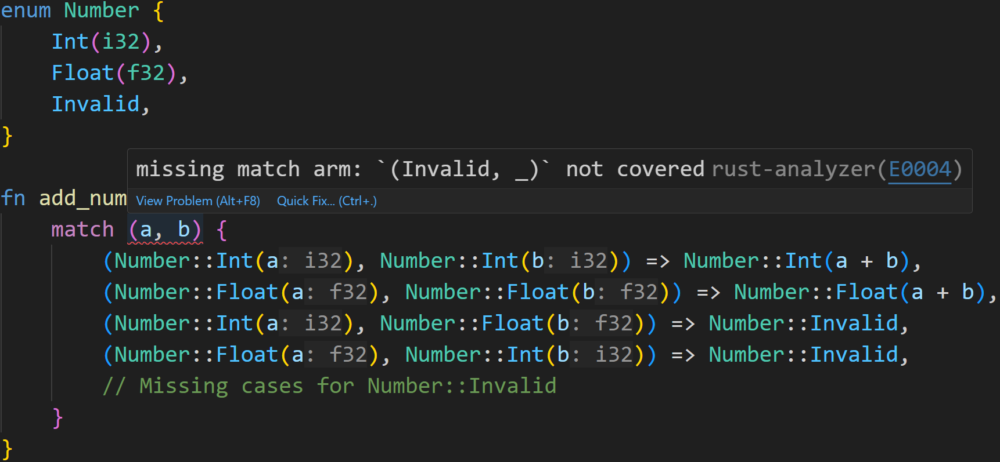 enum Number {
Int(i32),
Float(f32),
Invalid,
}
missing match arm: `(Invalid, _)` not covered rust-analyzer(E0004)
View Problem (Alt+F8) Quick Fix... (Ctrl+.)
fn add_num
match (a, b) {
(Number::Int(a: i32), Number::Int(b: i32)) => Number::Int(a + b),
(Number::Float(a: f32), Number::Float(b: f32)) => Number::Float(a + b),
(Number::Int(a: i32), Number::Float(b: f32)) => Number::Invalid,
(Number::Float(a: f32), Number::Int(b: i32)) => Number::Invalid,
// Missing cases for Number::Invalid
}
}